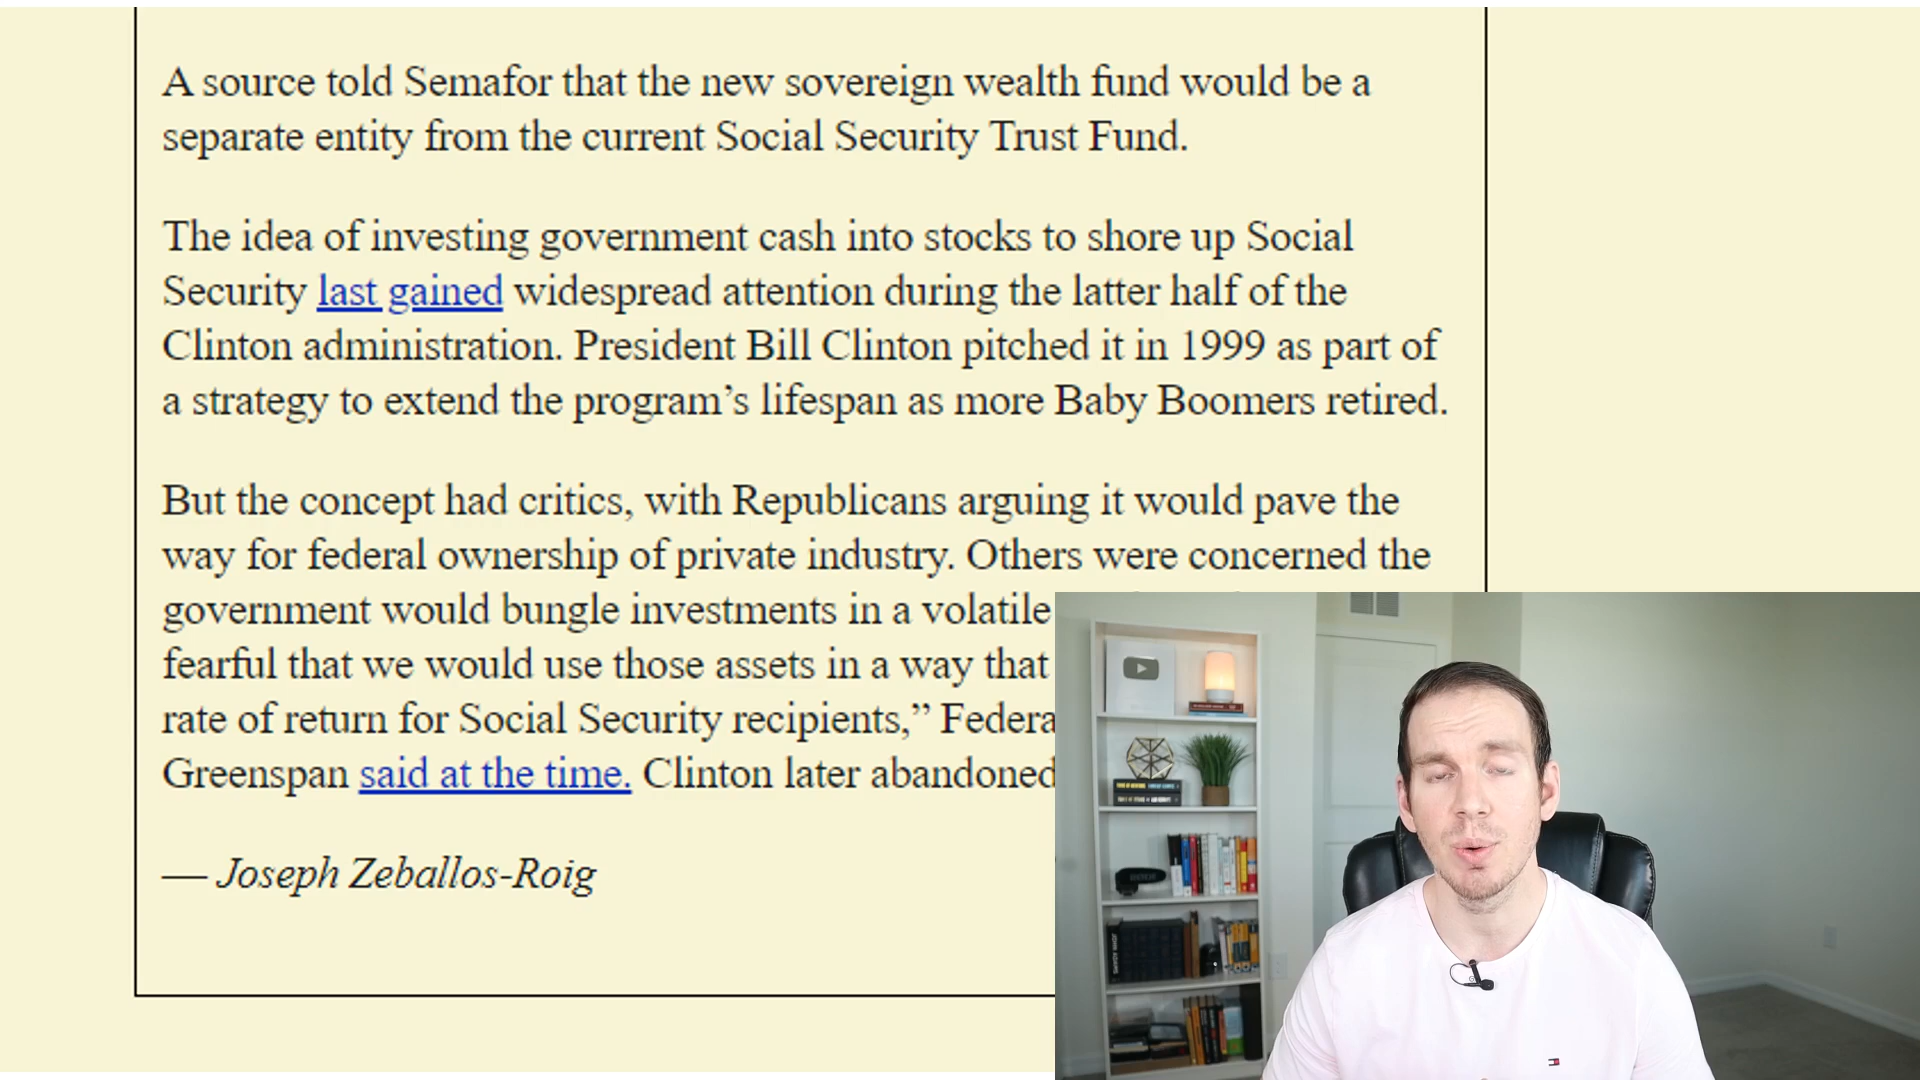 A source told Semafor that the new sovereign wealth fund would be a
separate entity from the current Social Security Trust Fund.
The idea of investing government cash into stocks to shore up Social
Security last gained widespread attention during the latter half of the
Clinton administration. President Bill Clinton pitched it in 1999 as part of
a strategy to extend the program’s lifespan as more Baby Boomers retired.
But the concept had critics, with Republicans arguing it would pave the
way for federal ownership of private industry. Others were concerned the
government would bungle investments in a volatile
fearful that we would use those assets in a way that
rate of return for Social Security recipients,” Federa
Greenspan said at the time. Clinton later abandoned
— Joseph Zeballos-Roig